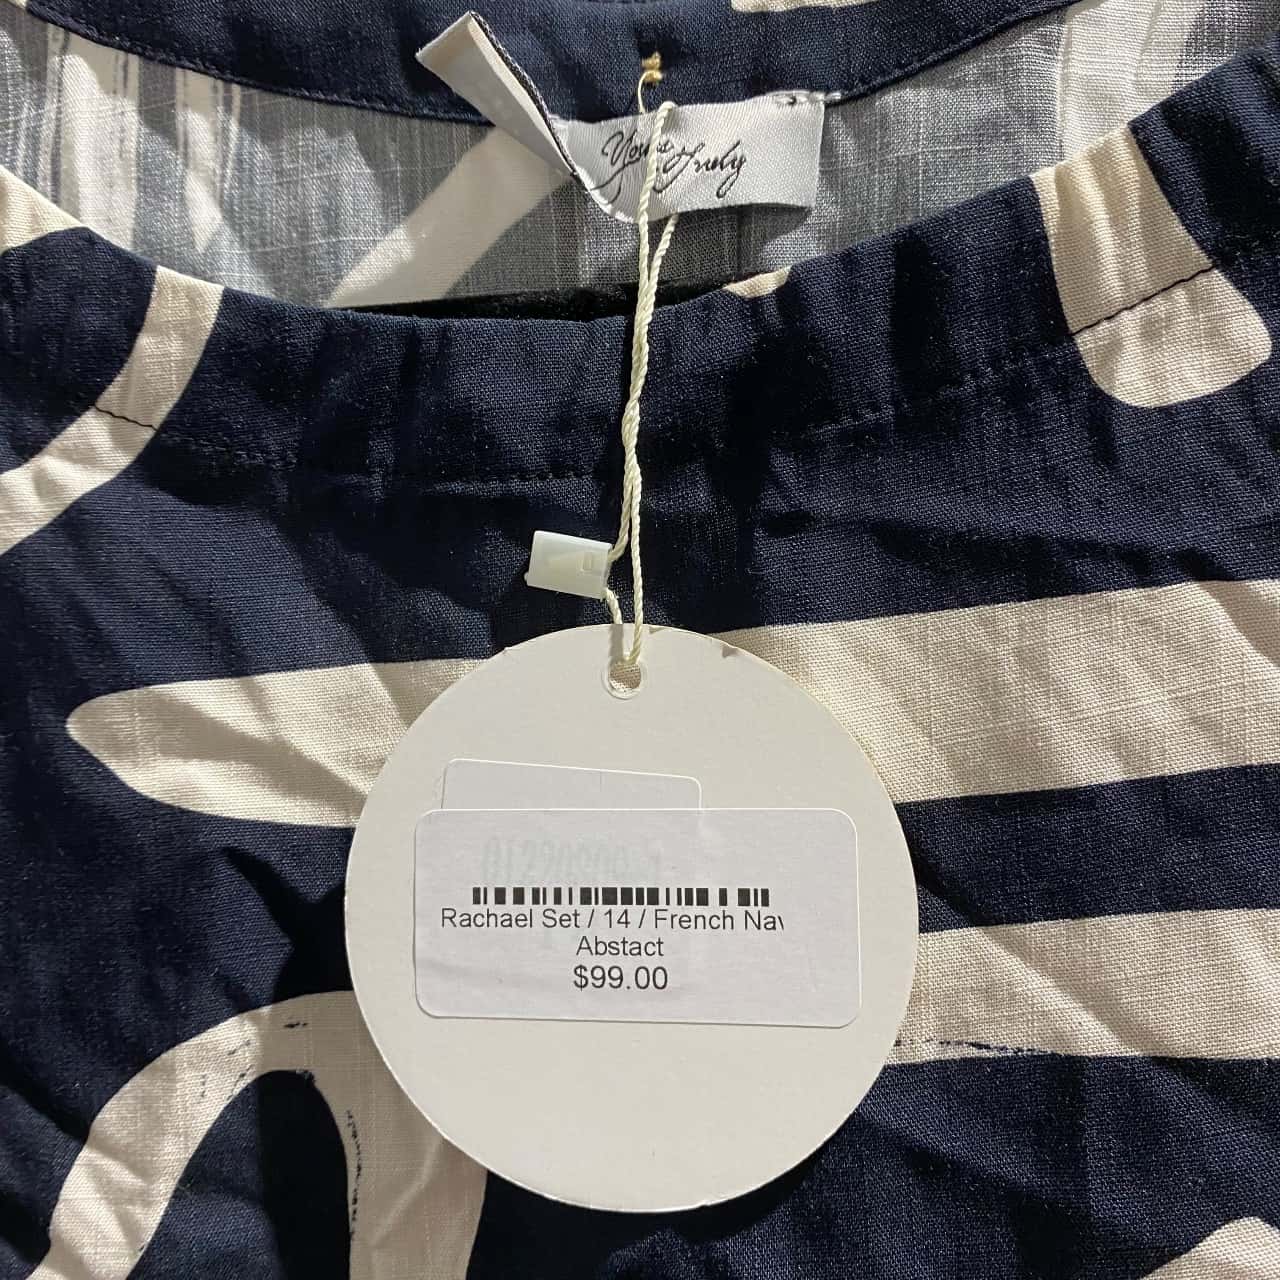 Yours Truly
Rachael Set / 14 / French Nav
Abstact
$99.00